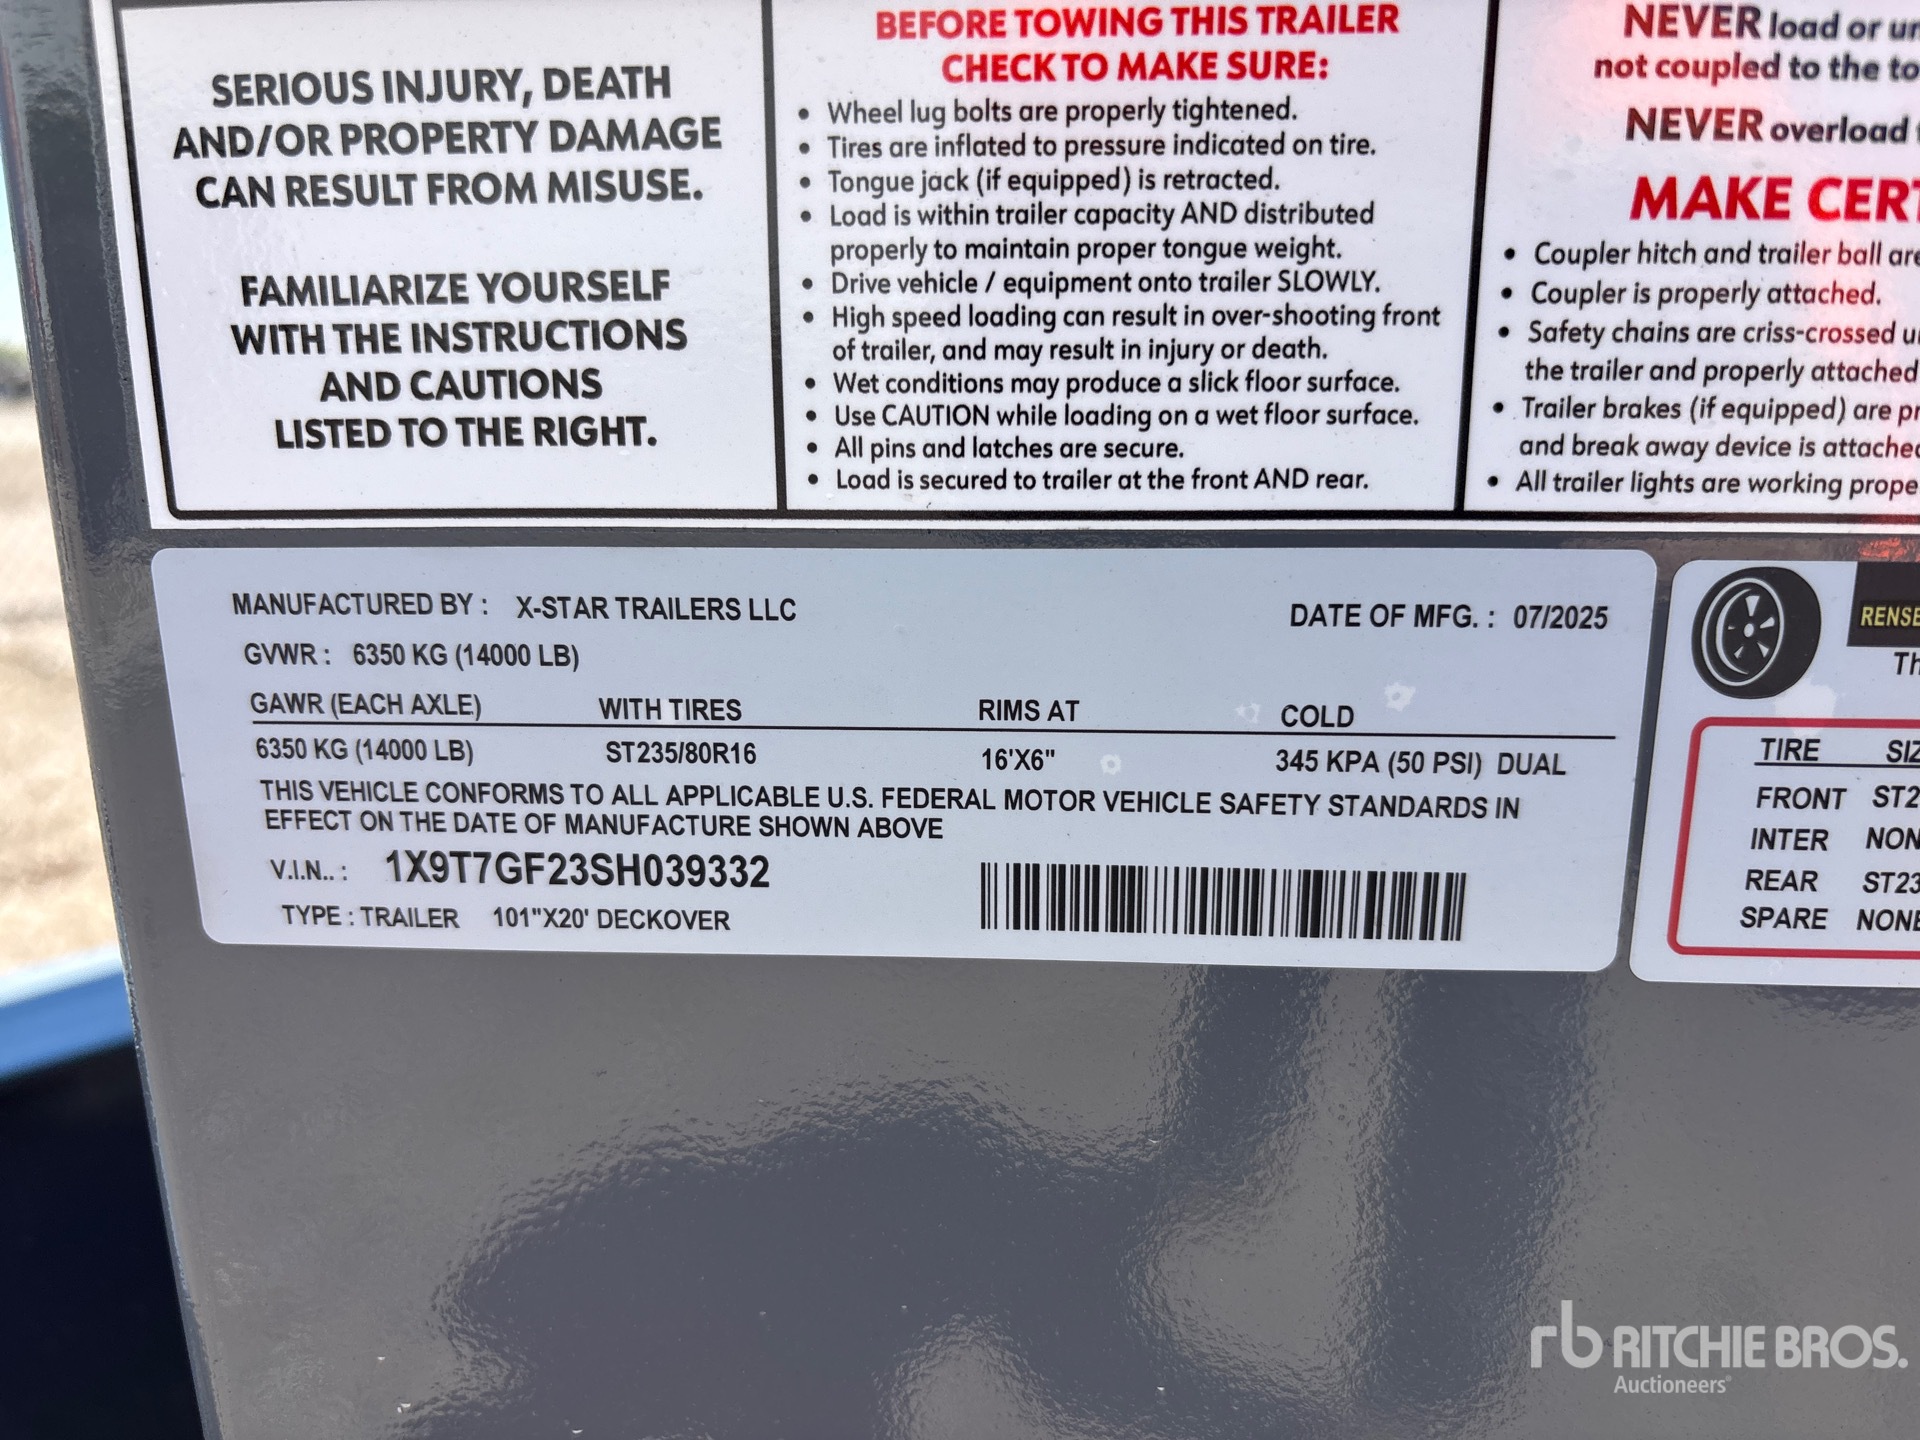 SERIOUS INJURY, DEATH
AND/OR PROPERTY DAMAGE
CAN RESULT FROM MISUSE.
FAMILIARIZE YOURSELF
WITH THE INSTRUCTIONS
AND CAUTIONS
LISTED TO THE RIGHT.
BEFORE TOWING THIS TRAILER
CHECK TO MAKE SURE:
• Wheel lug bolts are properly tightened.
• Tires are inflated to pressure indicated on tire.
• Tongue jack (if equipped) is retracted.
• Load is within trailer capacity AND distributed
properly to maintain proper tongue weight.
• Drive vehicle / equipment onto trailer SLOWLY.
• High speed loading can result in over-shooting front
of trailer, and may result in injury or death.
• Wet conditions may produce a slick floor surface.
• Use CAUTION while loading on a wet floor surface.
• All pins and latches are secure.
• Load is secured to trailer at the front AND rear.
NEVER load or
not coupled to the
NEVER overload
MAKE
• Coupler hitch and trailer ball are
• Coupler is properly attached.
• Safety chains are criss-crossed
the trailer and properly attached
• Trailer brakes (if equipped) are
and break away device is attached
• All trailer lights are working
MANUFACTURED BY : X-STAR TRAILERS LLC DATE OF MFG. : 07/2025
GVWR : 6350 KG (14000 LB)
GAWR (EACH AXLE) WITH TIRES RIMS AT COLD
6350 KG (14000 LB) ST235/80R16 16'X6" 345 KPA (50 PSI) DUAL
THIS VEHICLE CONFORMS TO ALL APPLICABLE U.S. FEDERAL MOTOR VEHICLE SAFETY STANDARDS IN
EFFECT ON THE DATE OF MANUFACTURE SHOWN ABOVE
V.I.N.. : 1X9T7GF23SH039332
TYPE : TRAILER 101"X20' DECKOVER
TIRE
FRONT
INTER
REAR
SPARE NONE
rb RITCHIE BROS.
Auctioneers